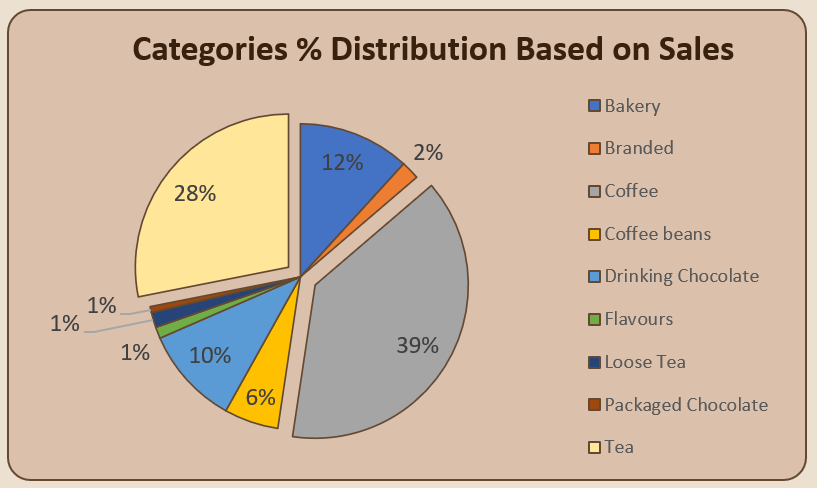 Categories % Distribution Based on Sales
Bakery
Branded
Coffee
Coffee beans
Drinking Chocolate
Flavours
Loose Tea
Packaged Chocolate
Tea
12%
2%
39%
6%
10%
1%
1%
1%
28%